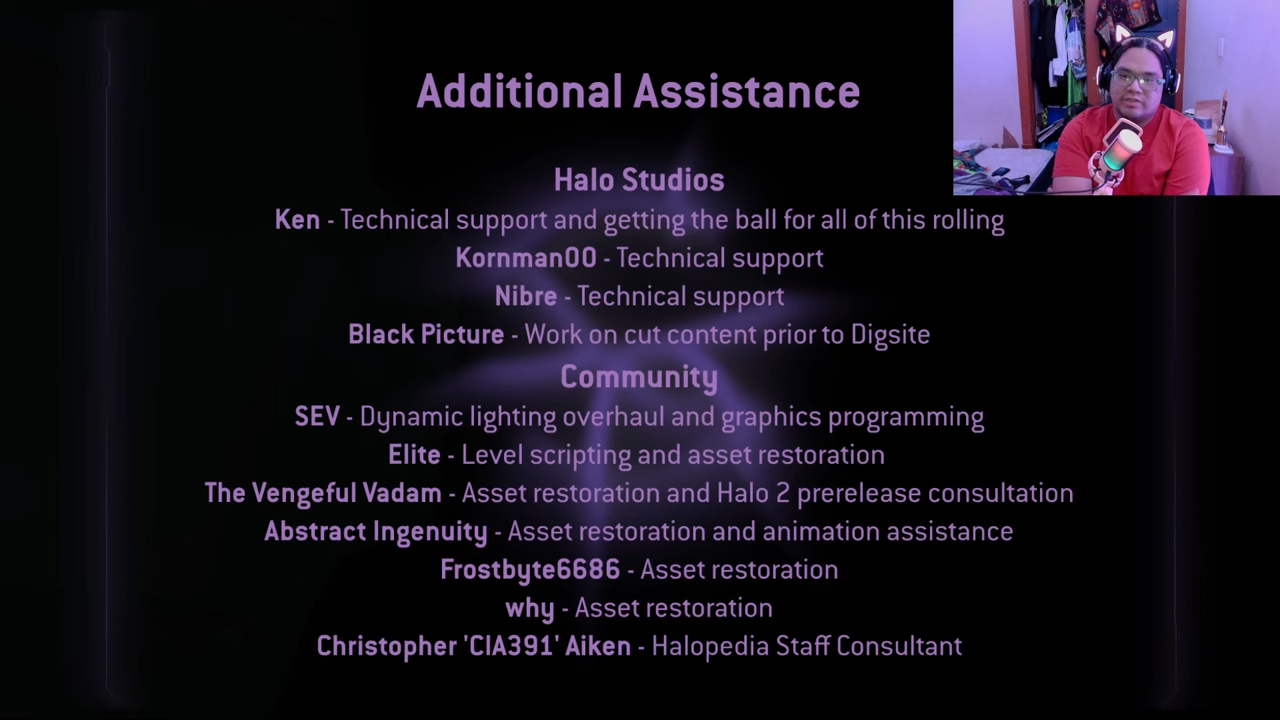 Additional Assistance
Halo Studios
Ken - Technical support and getting the ball for all of this rolling
Kornman00 - Technical support
Nibre - Technical support
Black Picture - Work on cut content prior to Digsite
Community
SEV - Dynamic lighting overhaul and graphics programming
Elite - Level scripting and asset restoration
The Vengeful Vadam - Asset restoration and Halo 2 prerelease consultation
Abstract Ingenuity - Asset restoration and animation assistance
Frostbyte6686 - Asset restoration
why - Asset restoration
Christopher 'CIA391' Aiken - Halopedia Staff Consultant